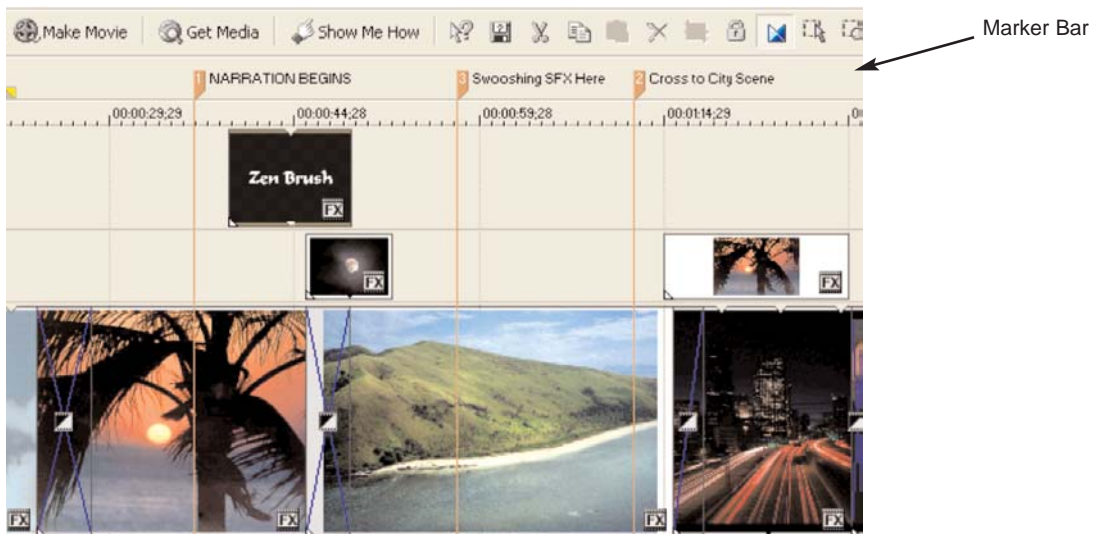 Make Movie Get Media Show Me How
Marker Bar
1 NARRATION BEGINS 3 Swooshing SFX Here 2 Cross to City Scene
00:00:29;29 00:00:44;28 00:00:59;28 00:01:14;29
Zen Brush
FX
FX FX
FX FX FX FX